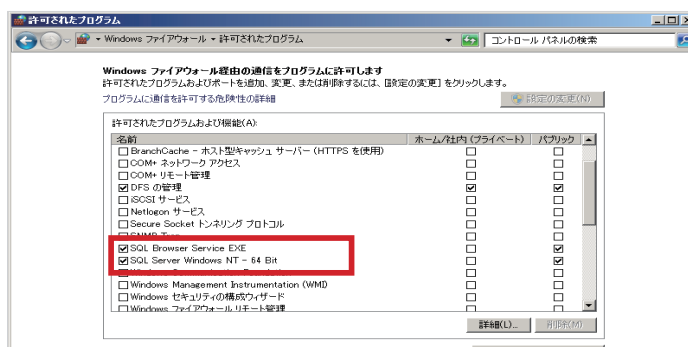 許可されたプログラム
Windows ファイアウォール ▸ 許可されたプログラム
コントロール パネルの検索
Windows ファイアウォール経由の通信をプログラムに許可します
許可されたプログラムおよびポートを追加、変更、または削除するには、[設定の変更] をクリックします。
プログラムに通信を許可する危険性の詳細
設定の変更(N)
許可されたプログラムおよび機能(A):
名前 ホーム/社内 (プライベート) パブリック
BranchCache - ホスト型キャッシュ サーバー (HTTPS を使用)
COM+ ネットワーク アクセス
COM+ リモート管理
DFS の管理
iSCSI サービス
Netlogon サービス
Secure Socket トンネリング プロトコル
SQL Browser Service EXE
SQL Server Windows NT - 64 Bit
Windows Management Instrumentation (WMI)
Windows セキュリティの構成ウィザード
Windows ファイアウォール リモート管理
詳細(L)... 削除(M)